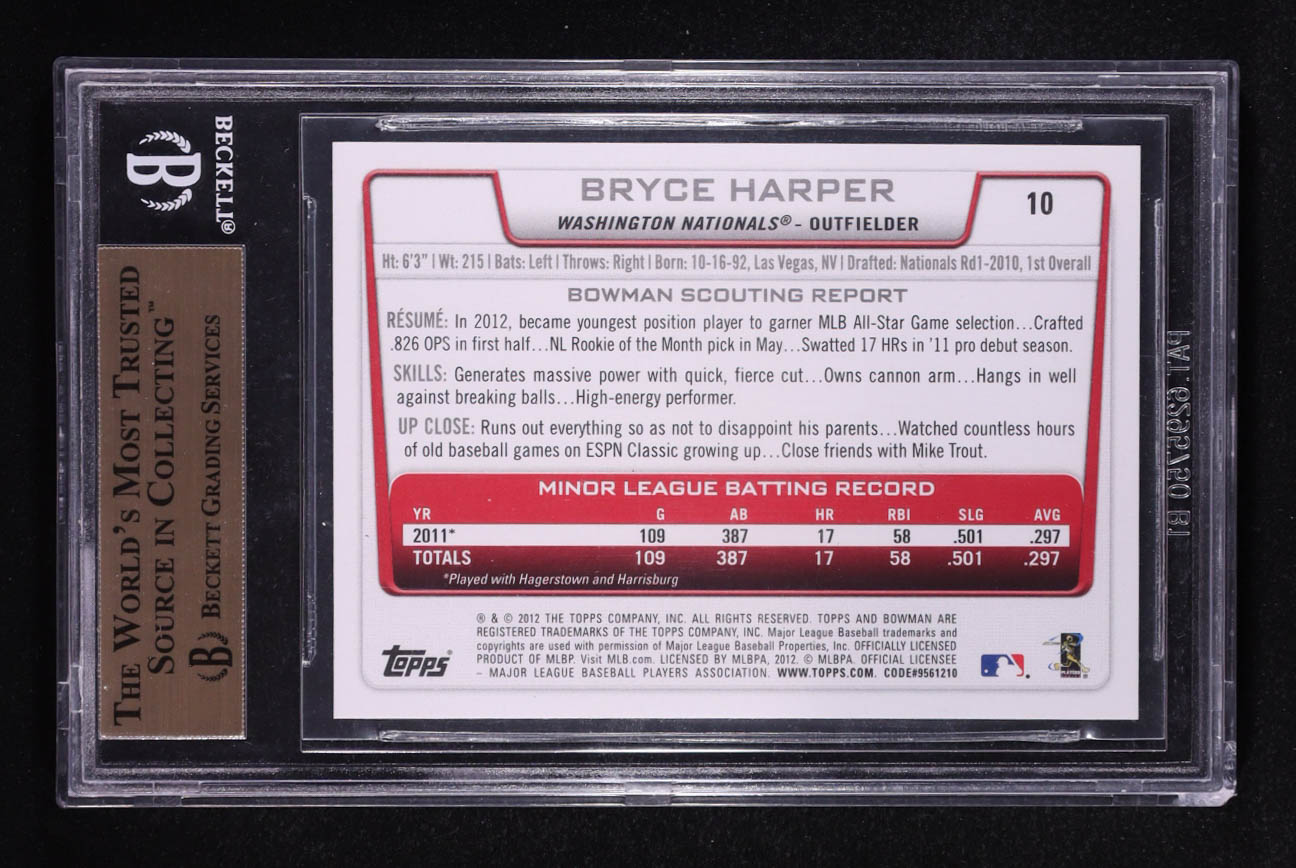 BRYCE HARPER
10
WASHINGTON NATIONALS® - OUTFIELDER
Ht: 6'3" | Wt: 215 | Bats: Left | Throws: Right | Born: 10-16-92, Las Vegas, NV | Drafted: Nationals Rd1-2010, 1st Overall
BOWMAN SCOUTING REPORT
RÉSUMÉ: In 2012, became youngest position player to garner MLB All-Star Game selection...Crafted
.826 OPS in first half...NL Rookie of the Month pick in May...Swatted 17 HRs in '11 pro debut season.
SKILLS: Generates massive power with quick, fierce cut...Owns cannon arm...Hangs in well
against breaking balls...High-energy performer.
UP CLOSE: Runs out everything so as not to disappoint his parents...Watched countless hours
of old baseball games on ESPN Classic growing up...Close friends with Mike Trout.
MINOR LEAGUE BATTING RECORD
YR G AB HR RBI SLG AVG
2011* 109 387 17 58 .501 .297
TOTALS 109 387 17 58 .501 .297
*Played with Hagerstown and Harrisburg
® & © 2012 THE TOPPS COMPANY, INC. ALL RIGHTS RESERVED. TOPPS AND BOWMAN ARE
REGISTERED TRADEMARKS OF THE TOPPS COMPANY, INC. Major League Baseball trademarks and
copyrights are used with permission of Major League Baseball Properties, Inc. OFFICIALLY LICENSED
PRODUCT OF MLBP. Visit MLB.com. LICENSED BY MLBPA, 2012. © MLBPA. OFFICIAL LICENSEE
- MAJOR LEAGUE BASEBALL PLAYERS ASSOCIATION. WWW.TOPPS.COM. CODE#9561210
Topps
B
BECKETT®
THE WORLD'S MOST TRUSTED
SOURCE IN COLLECTING™
B BECKETT GRADING SERVICES